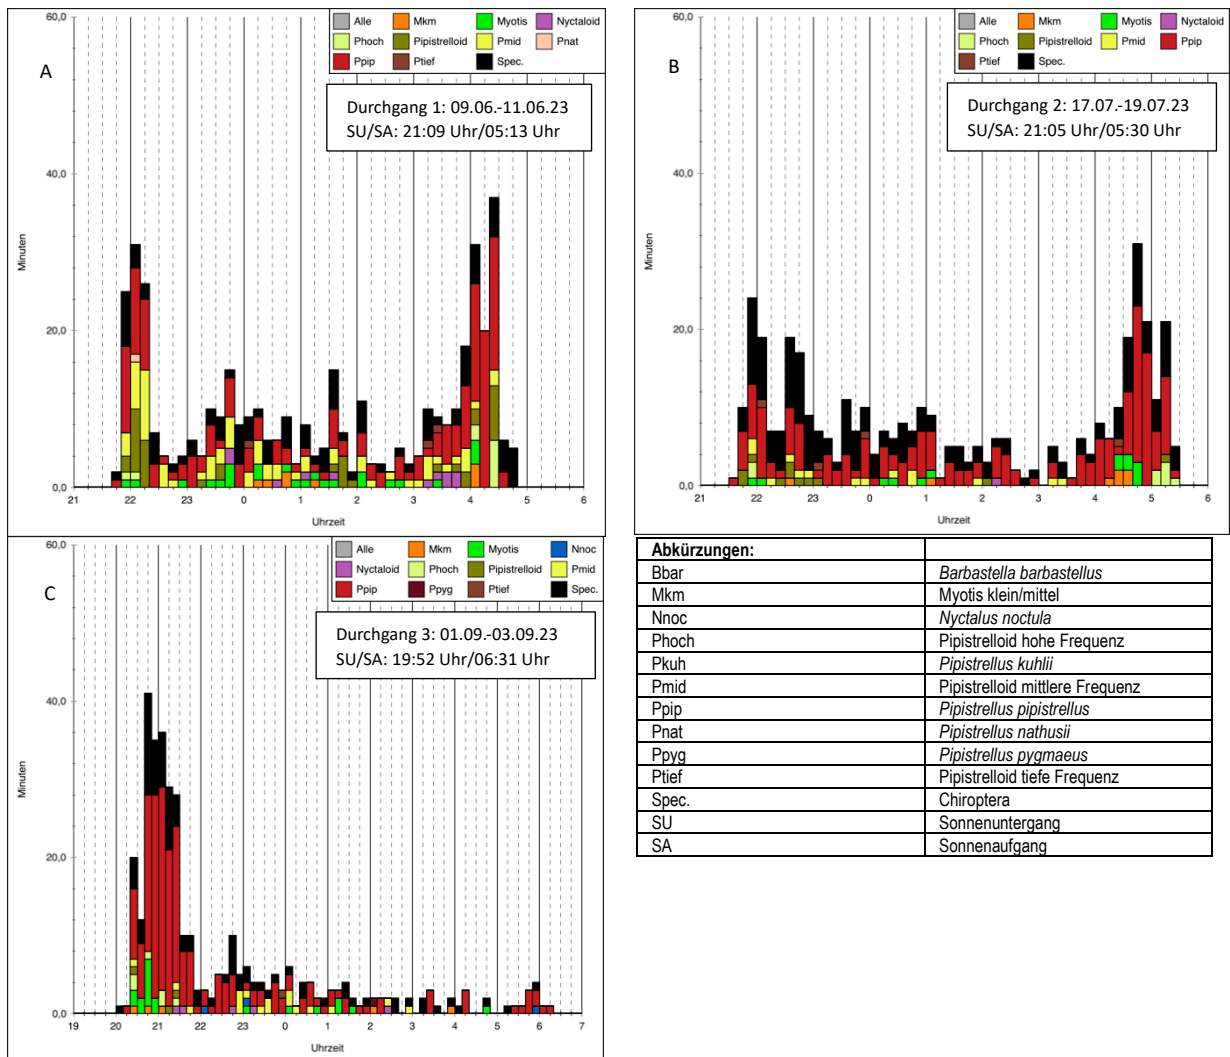 A
Alle Mkm Myotis Nyctaloid
Phoch Pipistrelloid Pmid Pnat
Ppip Ptief Spec.
Durchgang 1: 09.06.-11.06.23
SU/SA: 21:09 Uhr/05:13 Uhr
60,0
40,0
20,0
0,0
Minuten
21 22 23 0 1 2 3 4 5 6
Uhrzeit
B
Alle Mkm Myotis Nyctaloid
Phoch Pipistrelloid Pmid Ppip
Ptief Spec.
Durchgang 2: 17.07.-19.07.23
SU/SA: 21:05 Uhr/05:30 Uhr
60,0
40,0
20,0
0,0
Minuten
21 22 23 0 1 2 3 4 5 6
Uhrzeit
C
Alle Mkm Myotis Nnoc
Nyctaloid Phoch Pipistrelloid Pmid
Ppip Ppyg Ptief Spec.
Durchgang 3: 01.09.-03.09.23
SU/SA: 19:52 Uhr/06:31 Uhr
60,0
40,0
20,0
0,0
Minuten
19 20 21 22 23 0 1 2 3 4 5 6 7
Uhrzeit
Abkürzungen:
Bbar Barbastella barbastellus
Mkm Myotis klein/mittel
Nnoc Nyctalus noctula
Phoch Pipistrelloid hohe Frequenz
Pkuh Pipistrellus kuhlii
Pmid Pipistrelloid mittlere Frequenz
Ppip Pipistrellus pipistrellus
Pnat Pipistrellus nathusii
Ppyg Pipistrellus pygmaeus
Ptief Pipistrelloid tiefe Frequenz
Spec. Chiroptera
SU Sonnenuntergang
SA Sonnenaufgang